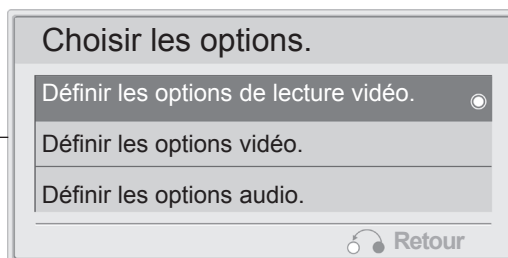 Choisir les options.
Définir les options de lecture vidéo.
Définir les options vidéo.
Définir les options audio.
Retour